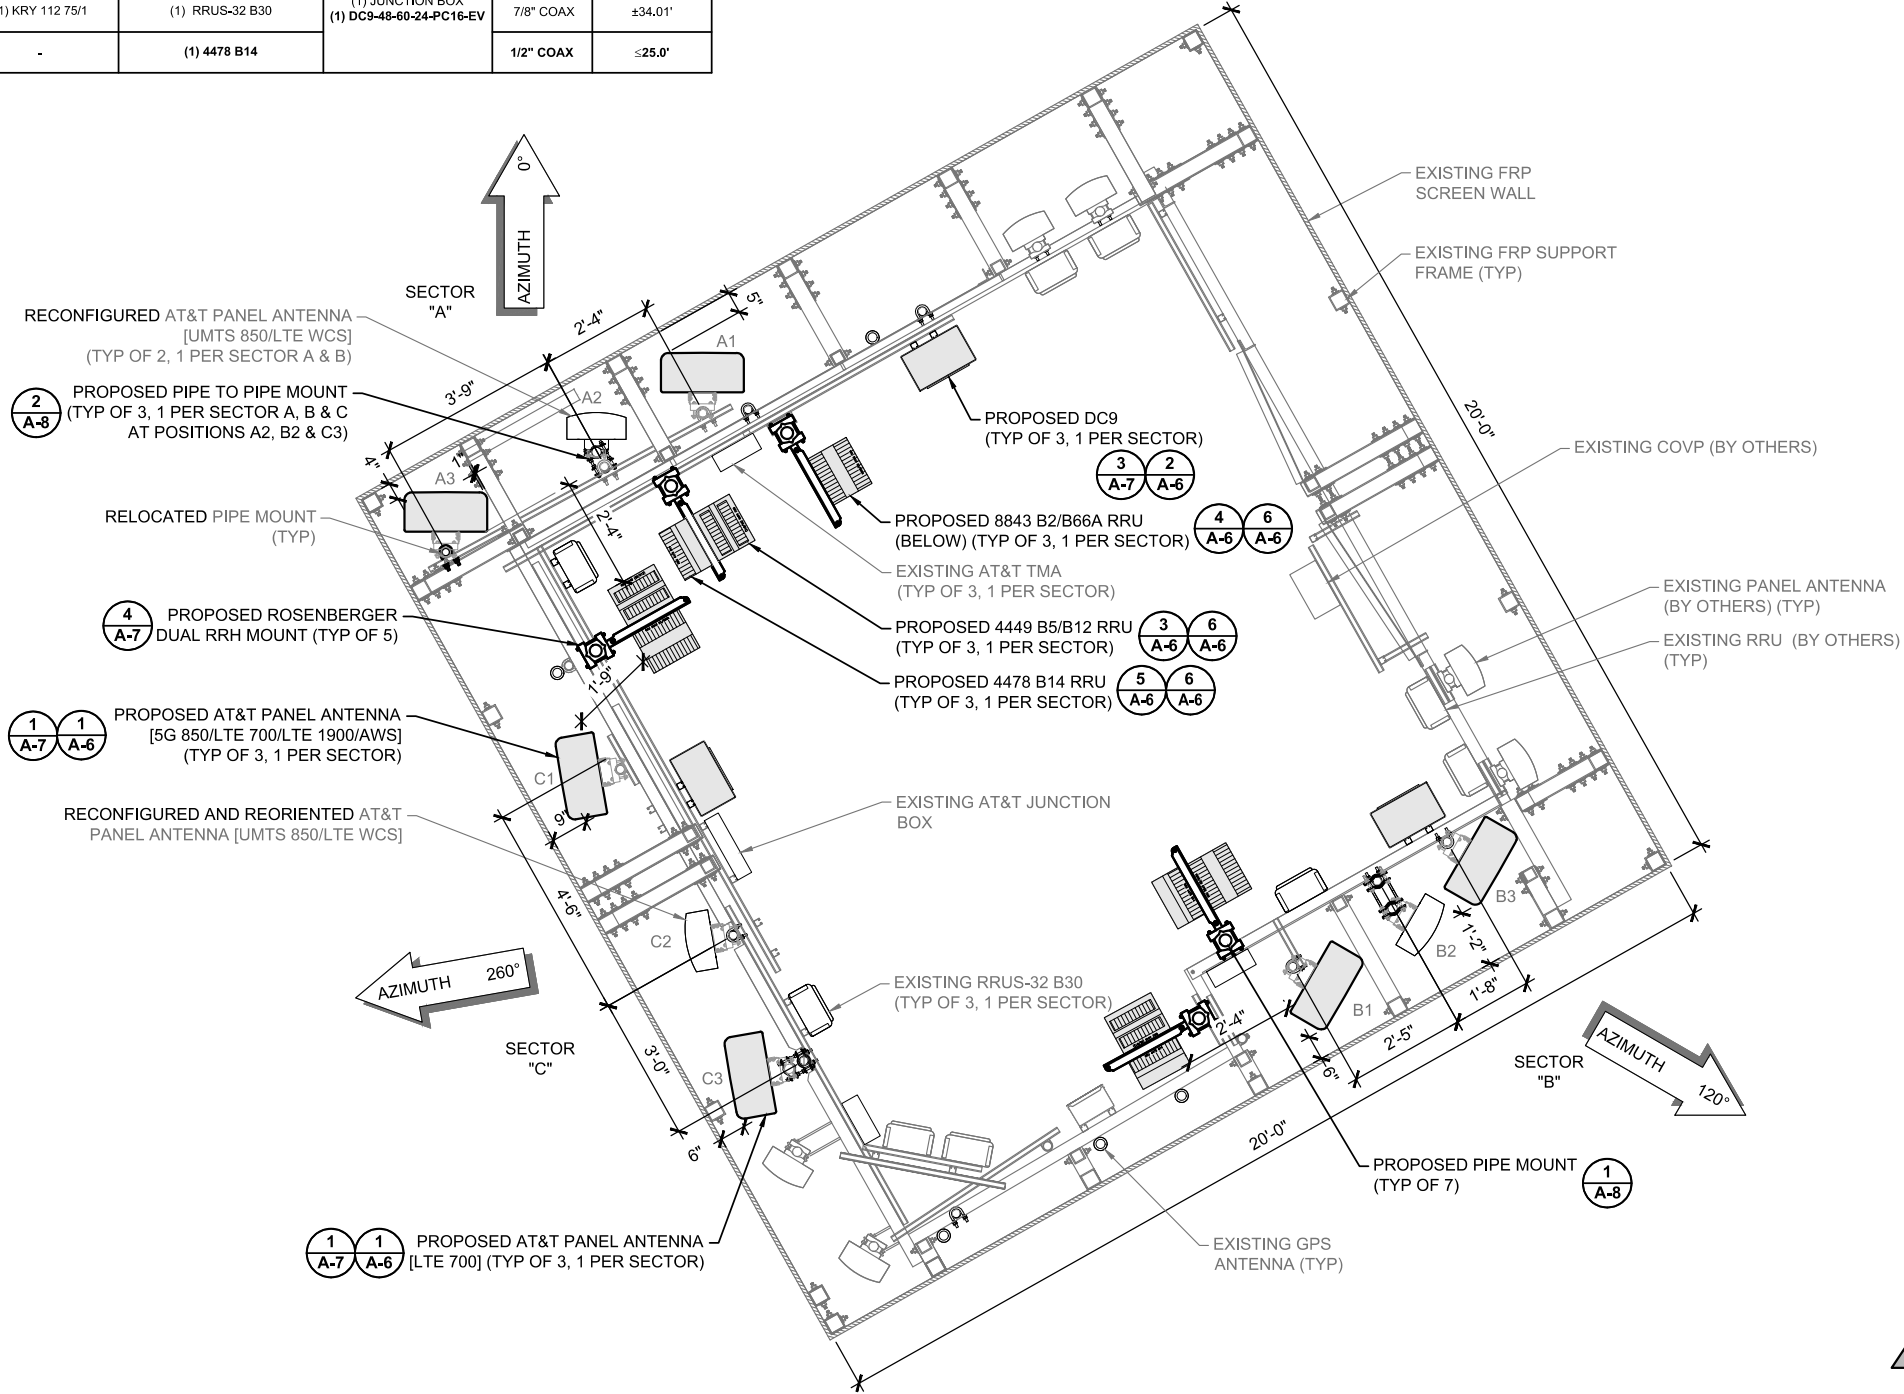 1) KRY 112 75/1
(1) RRUS-32 B30
(1) JUNCTION BOX
(1) DC9-48-60-24-PC16-EV
7/8" COAX
±34.01'
-
(1) 4478 B14
1/2" COAX
≤25.0'
AZIMUTH 0°
SECTOR
"A"
RECONFIGURED AT&T PANEL ANTENNA
[UMTS 850/LTE WCS]
(TYP OF 2, 1 PER SECTOR A & B)
2
A-8
PROPOSED PIPE TO PIPE MOUNT
(TYP OF 3, 1 PER SECTOR A, B & C
AT POSITIONS A2, B2 & C3)
RELOCATED PIPE MOUNT
(TYP)
4
A-7
PROPOSED ROSENBERGER
DUAL RRH MOUNT (TYP OF 5)
1
A-7
1
A-6
PROPOSED AT&T PANEL ANTENNA
[5G 850/LTE 700/LTE 1900/AWS]
(TYP OF 3, 1 PER SECTOR)
RECONFIGURED AND REORIENTED AT&T
PANEL ANTENNA [UMTS 850/LTE WCS]
AZIMUTH 260°
SECTOR
"C"
1
A-7
1
A-6
PROPOSED AT&T PANEL ANTENNA
[LTE 700] (TYP OF 3, 1 PER SECTOR)
5"
2'-4"
3'-9"
4"
1"
2'-4"
1'-9"
9"
4'-6"
3'-0"
6"
A1
A2
A3
C1
C2
C3
B1
B2
B3
PROPOSED DC9
(TYP OF 3, 1 PER SECTOR)
3
A-7
2
A-6
PROPOSED 8843 B2/B66A RRU
(BELOW) (TYP OF 3, 1 PER SECTOR)
4
A-6
6
A-6
EXISTING AT&T TMA
(TYP OF 3, 1 PER SECTOR)
PROPOSED 4449 B5/B12 RRU
(TYP OF 3, 1 PER SECTOR)
3
A-6
6
A-6
PROPOSED 4478 B14 RRU
(TYP OF 3, 1 PER SECTOR)
5
A-6
6
A-6
EXISTING AT&T JUNCTION
BOX
EXISTING RRUS-32 B30
(TYP OF 3, 1 PER SECTOR)
EXISTING FRP
SCREEN WALL
EXISTING FRP SUPPORT
FRAME (TYP)
20'-0"
EXISTING COVP (BY OTHERS)
EXISTING PANEL ANTENNA
(BY OTHERS) (TYP)
EXISTING RRU (BY OTHERS)
(TYP)
1'-2"
1'-8"
2'-5"
2'-4"
6"
20'-0"
SECTOR
"B"
AZIMUTH 120°
PROPOSED PIPE MOUNT
(TYP OF 7)
1
A-8
EXISTING GPS
ANTENNA (TYP)